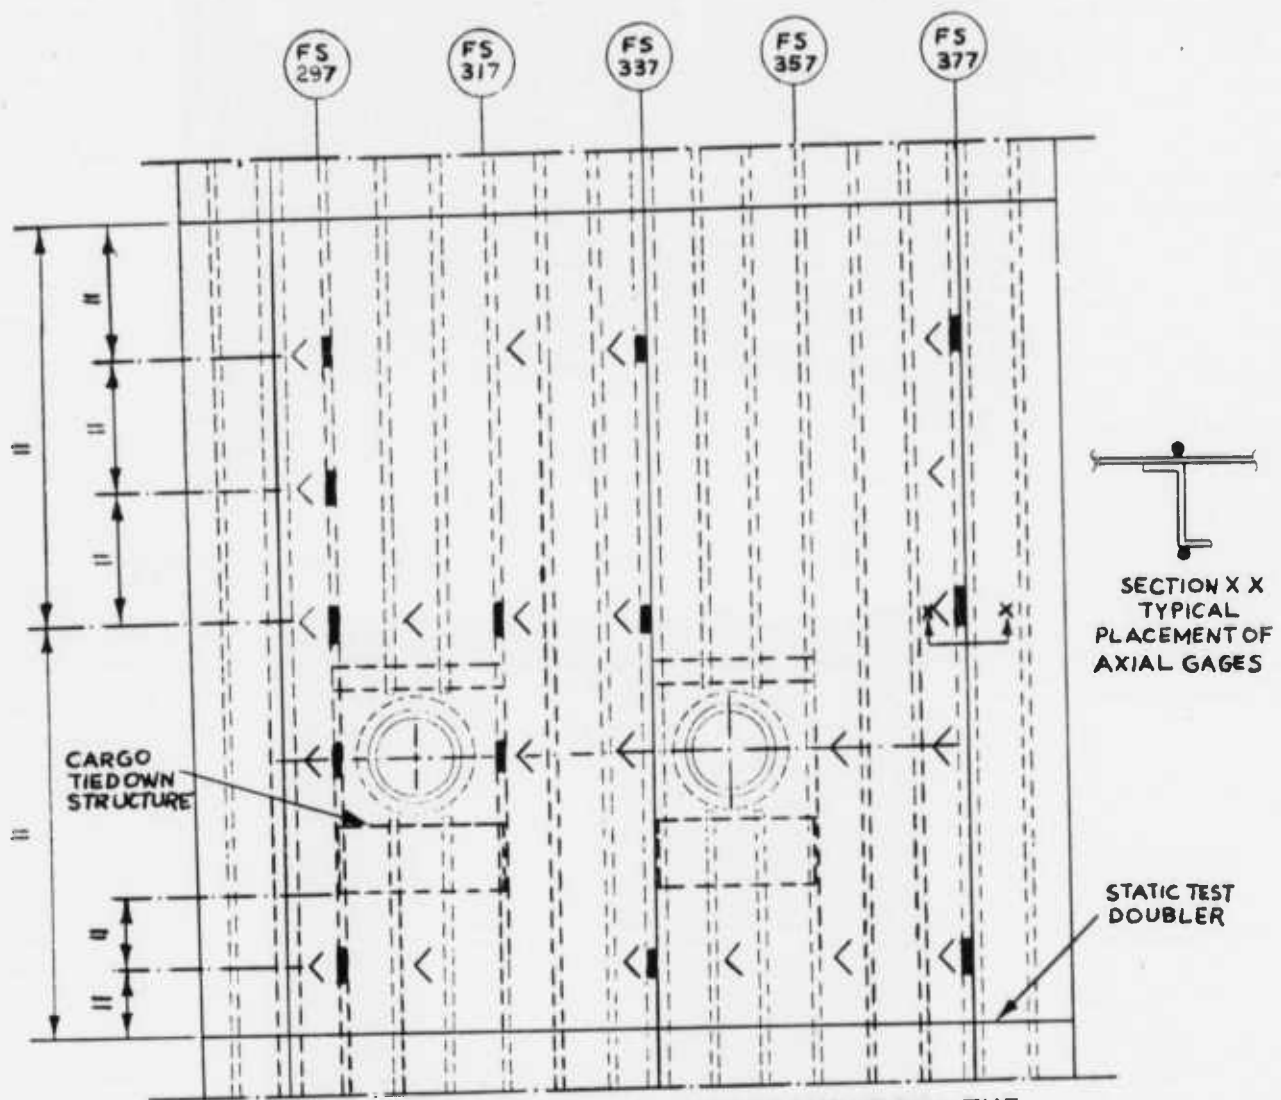 FS
297
FS
317
FS
337
FS
357
FS
377
X X
SECTION X X
TYPICAL
PLACEMENT OF
AXIAL GAGES
CARGO
TIEDOWN
STRUCTURE
STATIC TEST
DOUBLER
THE